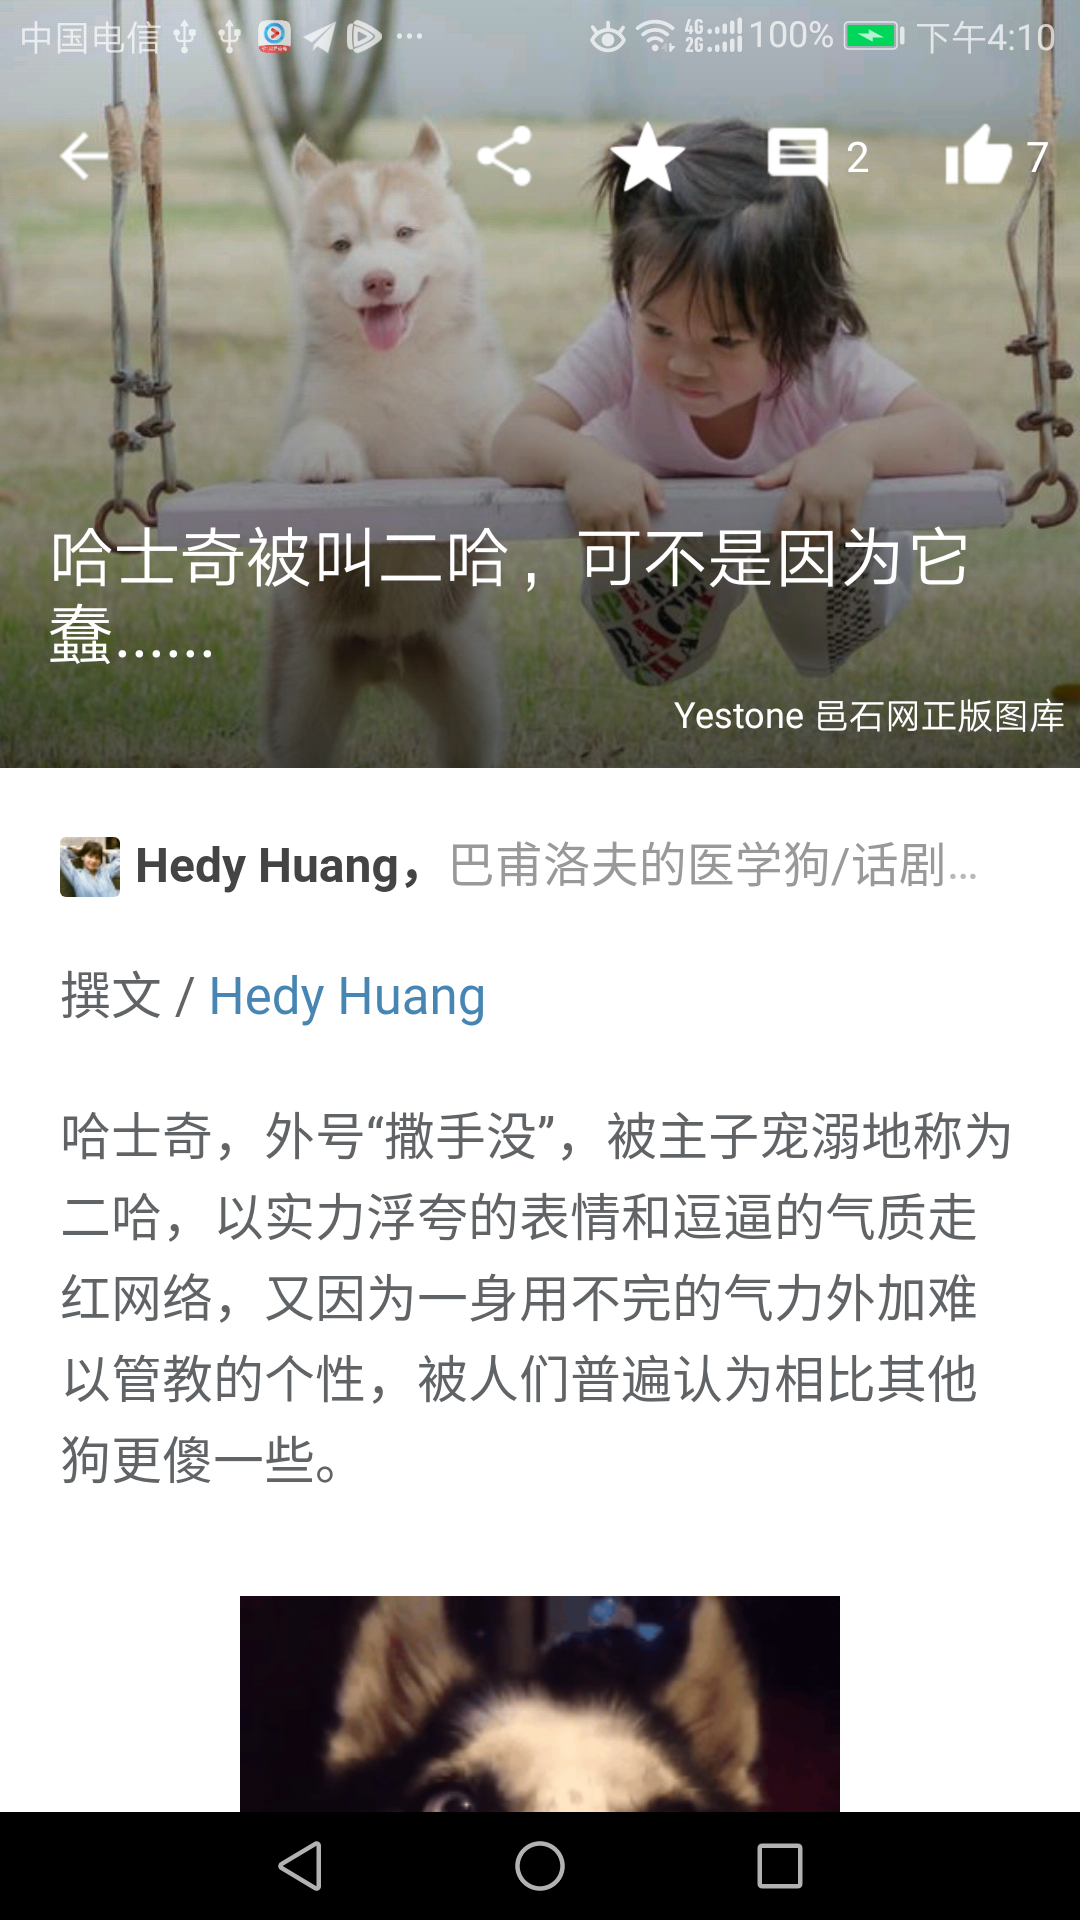 中国电信 4G 2G 100% 下午4:10
2 7
哈士奇被叫二哈，可不是因为它
蠢……
Yestone 邑石网正版图库
Hedy Huang，巴甫洛夫的医学狗/话剧…
撰文 / Hedy Huang
哈士奇，外号“撒手没”，被主子宠溺地称为
二哈，以实力浮夸的表情和逗逼的气质走
红网络，又因为一身用不完的气力外加难
以管教的个性，被人们普遍认为相比其他
狗更傻一些。